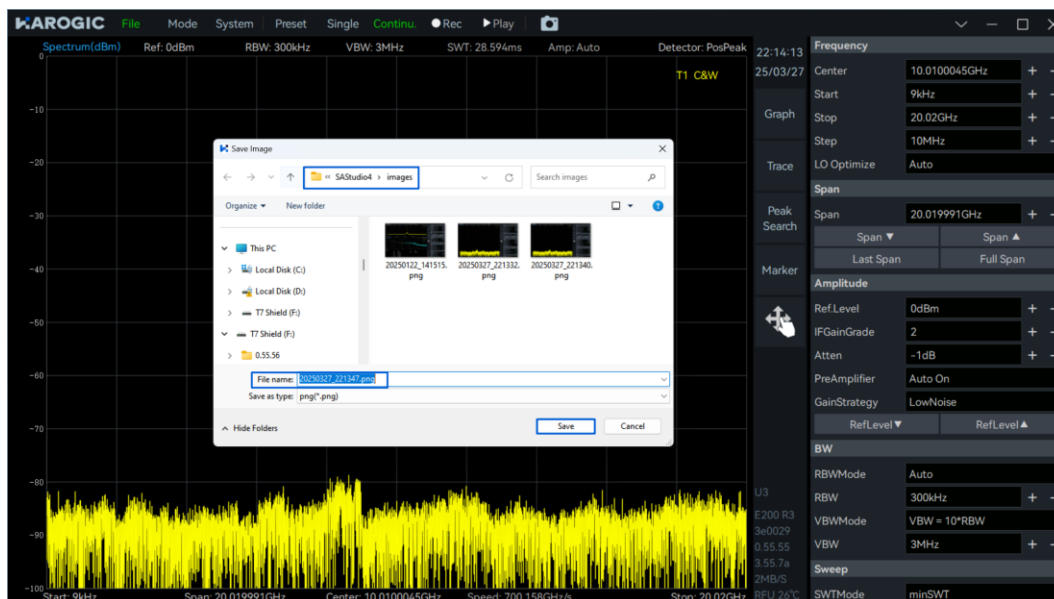 HAROGIC File Mode System Preset Single Continu. Rec Play
Spectrum(dBm) Ref: 0dBm RBW: 300kHz VBW: 3MHz SWT: 28.594ms Amp: Auto Detector: PosPeak
T1 C&W
0
-10
-20
-30
-40
-50
-60
-70
-80
-90
-100
Start: 9kHz Span: 20.019991GHz Center: 10.0100045GHz Speed: 700.158GHz/s Stop: 20.02GHz
Save Image
« SAStudio4 > images
Search images
Organize New folder
This PC
Local Disk (C:)
Local Disk (D:)
T7 Shield (F:)
T7 Shield (F:)
0.55.56
20250122_141515.png
20250327_221332.png
20250327_221340.png
File name: 20250327_221347.png
Save as type: png(*.png)
Hide Folders Save Cancel
22:14:13
25/03/27
Graph
Trace
Peak
Search
Marker
U3
E200 R3
3e0029
0.55.55
3.55.7a
2MB/S
RFU 26°C
Frequency
Center 10.0100045GHz + -
Start 9kHz + -
Stop 20.02GHz + -
Step 10MHz + -
LO Optimize Auto
Span
Span 20.019991GHz + -
Span ▼ Span ▲
Last Span Full Span
Amplitude
Ref.Level 0dBm + -
IFGainGrade 2 + -
Atten -1dB + -
PreAmplifier Auto On
GainStrategy LowNoise
RefLevel▼ RefLevel▲
BW
RBWMode Auto
RBW 300kHz + -
VBWMode VBW = 10*RBW
VBW 3MHz + -
Sweep
SWTMode minSWT